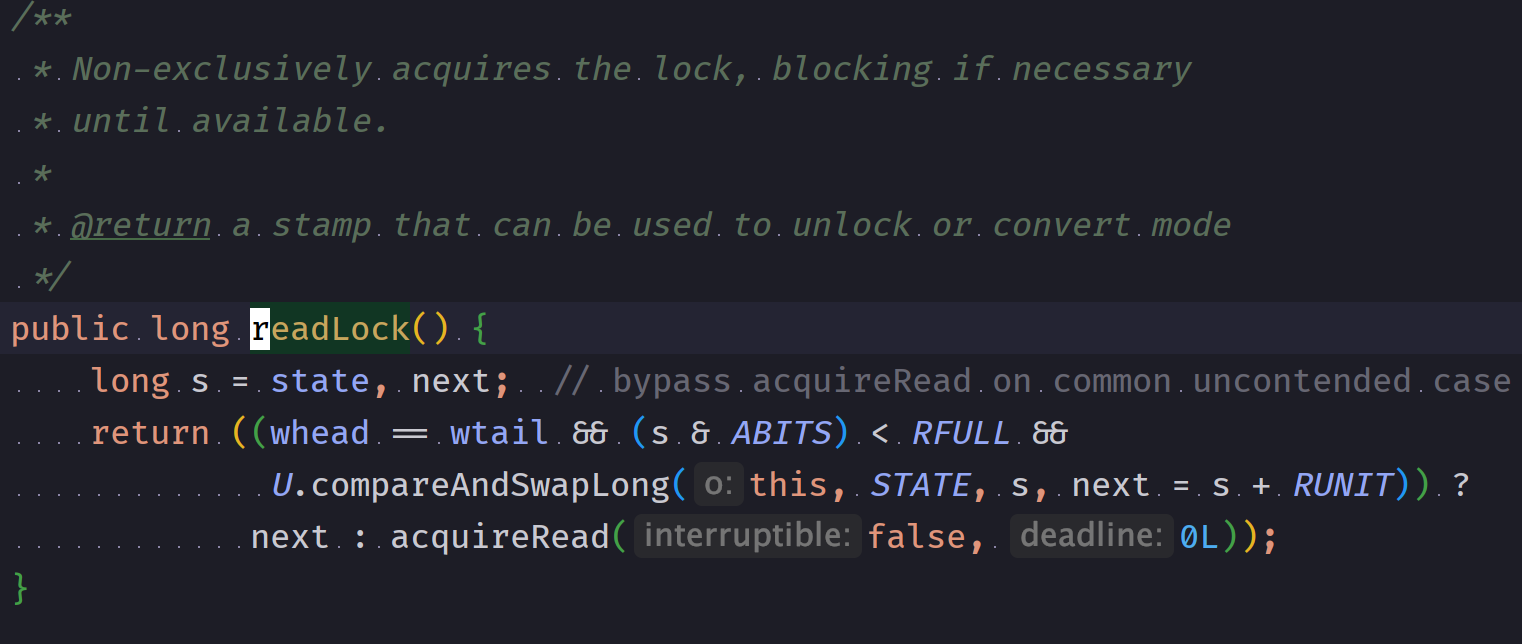 /**
 * Non-exclusively acquires the lock, blocking if necessary
 * until available.
 *
 * @return a stamp that can be used to unlock or convert mode
 */
public long readLock() {
    long s = state, next;  // bypass acquireRead on common uncontended case
    return ((whead == wtail && (s & ABITS) < RFULL &&
             U.compareAndSwapLong( o: this, STATE, s, next = s + RUNIT)) ?
            next : acquireRead( interruptible: false, deadline: 0L));
}